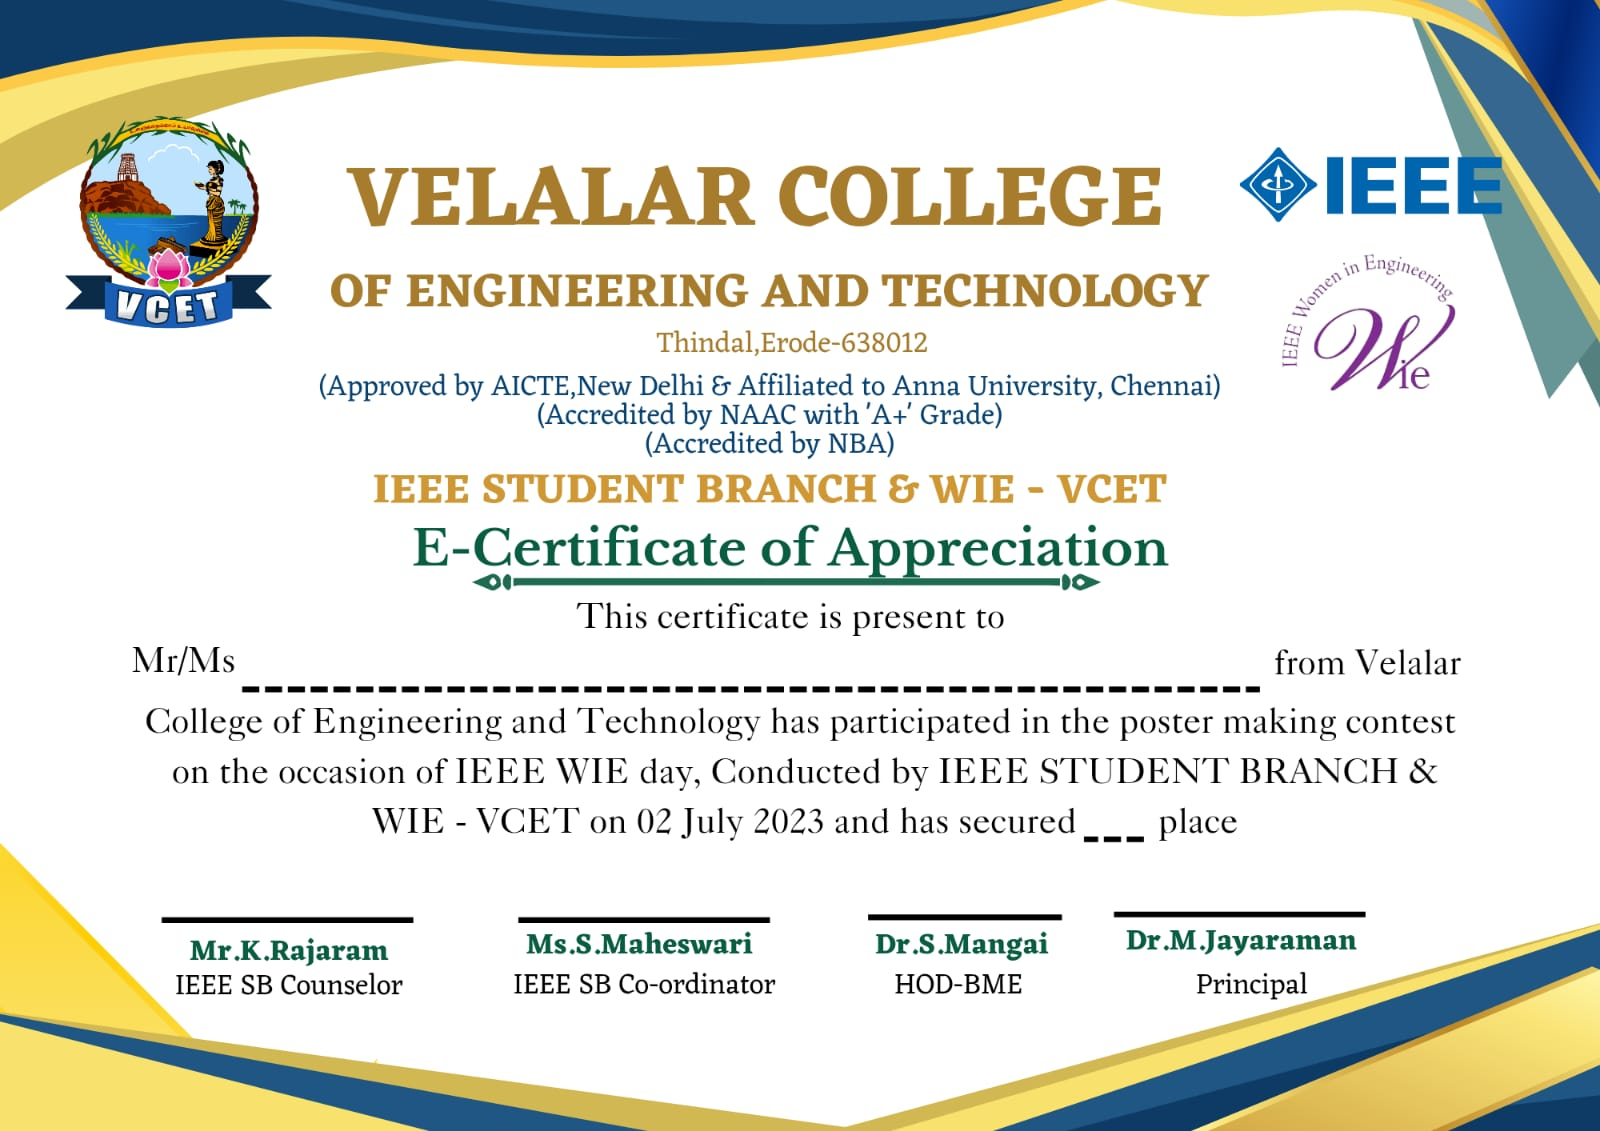 VCET
VELALAR COLLEGE
OF ENGINEERING AND TECHNOLOGY
Thindal,Erode-638012
(Approved by AICTE,New Delhi & Affiliated to Anna University, Chennai)
(Accredited by NAAC with 'A+' Grade)
(Accredited by NBA)
IEEE
IEEE Women in Engineering
Wie
IEEE STUDENT BRANCH & WIE - VCET
E-Certificate of Appreciation
This certificate is present to
Mr/Ms from Velalar
College of Engineering and Technology has participated in the poster making contest
on the occasion of IEEE WIE day, Conducted by IEEE STUDENT BRANCH &
WIE - VCET on 02 July 2023 and has secured ___ place
Mr.K.Rajaram
IEEE SB Counselor
Ms.S.Maheswari
IEEE SB Co-ordinator
Dr.S.Mangai
HOD-BME
Dr.M.Jayaraman
Principal